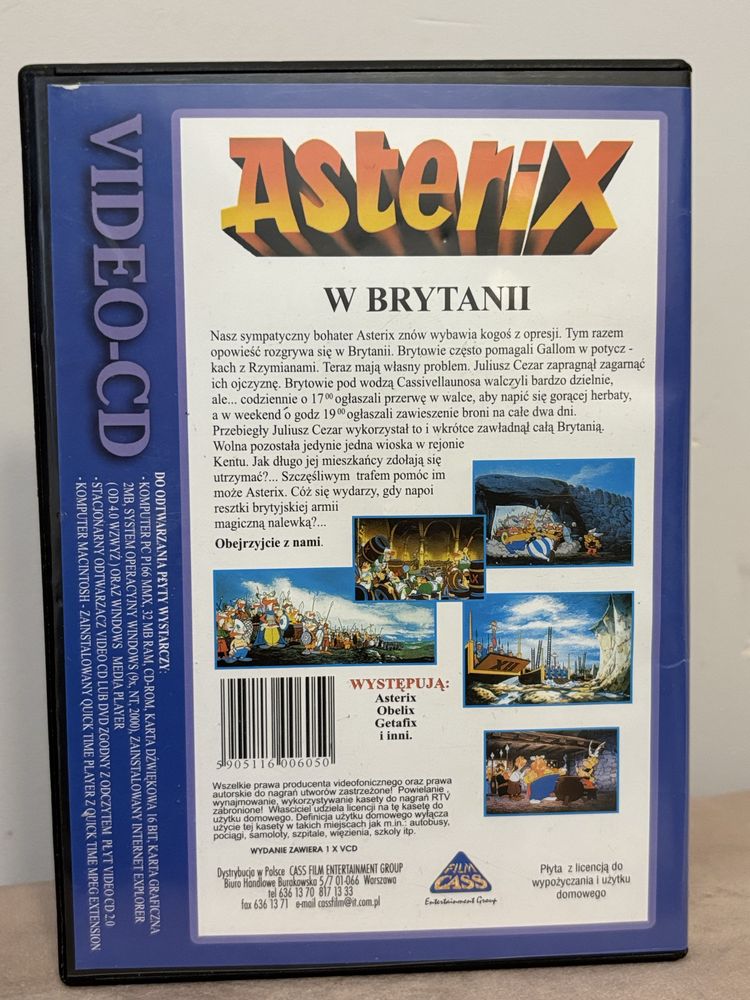 Asterix
W BRYTANII
Nasz sympatyczny bohater Asterix znów wybawia kogoś z opresji. Tym razem
opowieść rozgrywa się w Brytanii. Brytowie często pomagali Gallom w potycz -
kach z Rzymianami. Teraz mają własny problem. Juliusz Cezar zapragnął zagarnąć
ich ojczyznę. Brytowie pod wodzą Cassivellaunosa walczyli bardzo dzielnie,
ale... codziennie o 17⁰⁰ ogłaszali przerwę w walce, aby napić się gorącej herbaty,
a w weekend o godz 19⁰⁰ ogłaszali zawieszenie broni na całe dwa dni.
Przebiegły Juliusz Cezar wykorzystał to i wkrótce zawładnął całą Brytanią.
Wolna pozostała jedynie jedna wioska w rejonie
Kentu. Jak długo jej mieszkańcy zdołają się
utrzymać?... Szczęśliwym trafem pomóc im
może Asterix. Cóż się wydarzy, gdy napoi
resztki brytyjskiej armii
magiczną nalewką?...
Obejrzyjcie z nami.
XII
WYSTĘPUJĄ:
Asterix
Obelix
Getafix
i inni.
5905116 006050
Wszelkie prawa producenta videofonicznego oraz prawa
autorskie do nagrań utworów zastrzeżone! Powielanie
wynajmowanie, wykorzystywanie kasety do nagrań RTV
zabronione! Właściciel udziela licencji na tę kasetę do
użytku domowego. Definicja użytku domowego wyłącza
użycie tej kasety w takich miejscach jak m.in.: autobusy,
pociągi, samoloty, szpitale, więzienia, szkoły itp.
WYDANIE ZAWIERA 1 X VCD
Dystrybucja w Polsce CASS FILM ENTERTAINMENT GROUP
Biuro Handlowe Burakowska 5/7 01-066 Warszawa
tel 636 13 70 817 13 33
fax 636 13 71 e-mail cassfilm@it.com.pl
FILM
CASS
Entertainment Group
Płyta z licencją do
wypożyczania i użytku
domowego
VIDEO-CD
DO ODTWARZANIA PŁYTY WYSTARCZY:
- KOMPUTER PC P166 MMX, 32 MB RAM, CD-ROM, KARTA DŹWIĘKOWA 16 BIT, KARTA GRAFICZNA
2MB, SYSTEM OPERACYJNY WINDOWS (9x, NT, 2000), ZAINSTALOWANY INTERNET EXPLORER
( OD 4.0 WZWYŻ ) ORAZ WINDOWS MEDIA PLAYER
- STACJONARNY ODTWARZACZ VIDEO CD LUB DVD ZGODNY Z ODCZYTEM PŁYT VIDEO CD 2.0
- KOMPUTER MACINTOSH - ZAINSTALOWANY QUICK TIME PLAYER Z QUICK TIME MPEG EXTENSION